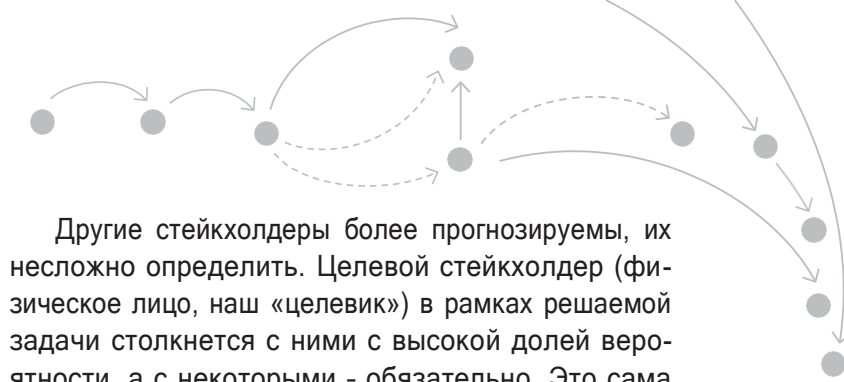 Другие стейкхолдеры более прогнозируемы, их
несложно определить. Целевой стейкхолдер (фи-
зическое лицо, наш «целевик») в рамках решаемой
задачи столкнется с ними с высокой долей веро-
ятности, а с некоторыми - обязательно. Это сама